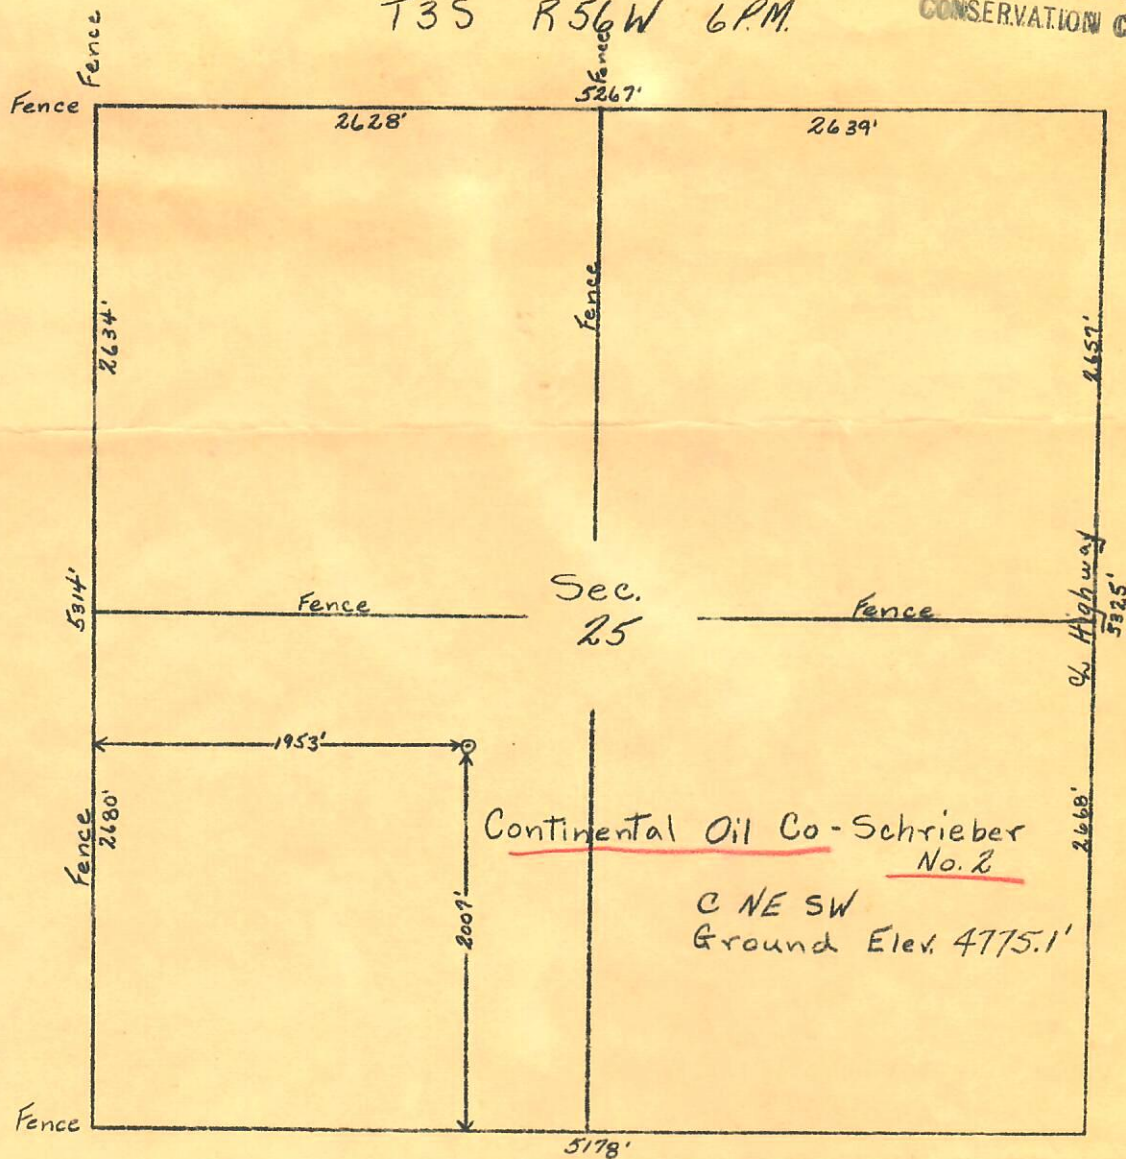 T3S R56W 6P.M.
CONSERVATION
Fence
Fence
Fence
5267'
2628'
2639'
Fence
2634'
2657'
5314'
Fence
Sec.
25
Fence
C/L Highway
5325'
1953'
Fence
2680'
2007'
Continental Oil Co - Schrieber
No. 2
2668'
C NE SW
Ground Elev. 4775.1'
Fence
5178'